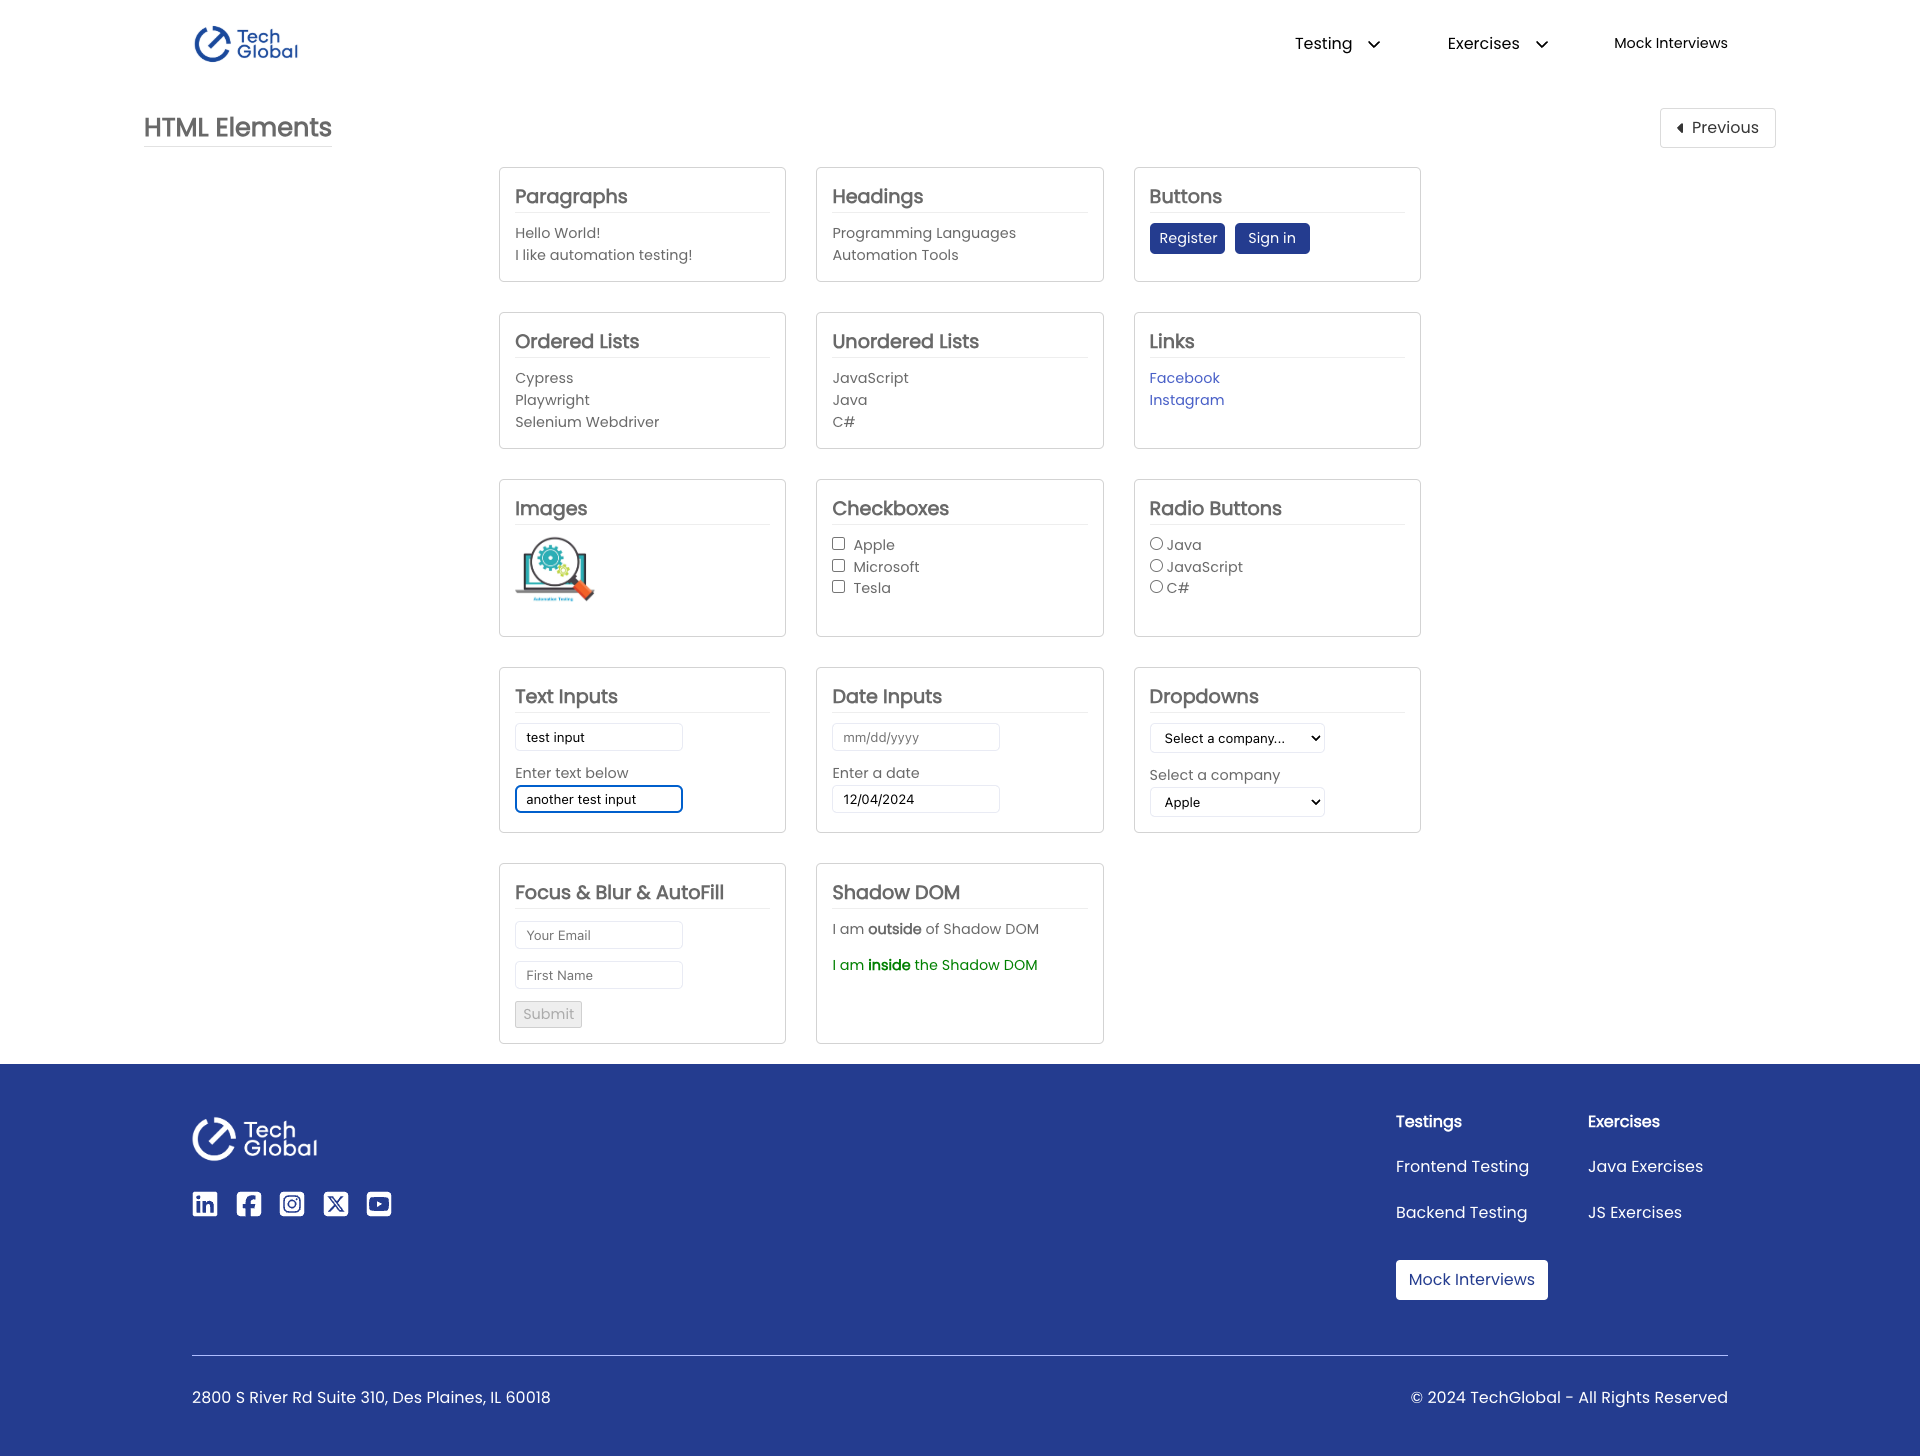 Tech
Global
Testing
Exercises
Mock Interviews
HTML Elements
Previous
Paragraphs
Hello World!
I like automation testing!
Headings
Programming Languages
Automation Tools
Buttons
Register
Sign in
Ordered Lists
Cypress
Playwright
Selenium Webdriver
Unordered Lists
JavaScript
Java
C#
Links
Facebook
Instagram
Images
Automation Testing
Checkboxes
Apple
Microsoft
Tesla
Radio Buttons
Java
JavaScript
C#
Text Inputs
test input
Enter text below
another test input
Date Inputs
mm/dd/yyyy
Enter a date
12/04/2024
Dropdowns
Select a company...
Select a company
Apple
Focus & Blur & AutoFill
Your Email
First Name
Submit
Shadow DOM
I am outside of Shadow DOM
I am inside the Shadow DOM
Tech
Global
Testings
Frontend Testing
Backend Testing
Mock Interviews
Exercises
Java Exercises
JS Exercises
2800 S River Rd Suite 310, Des Plaines, IL 60018
© 2024 TechGlobal - All Rights Reserved